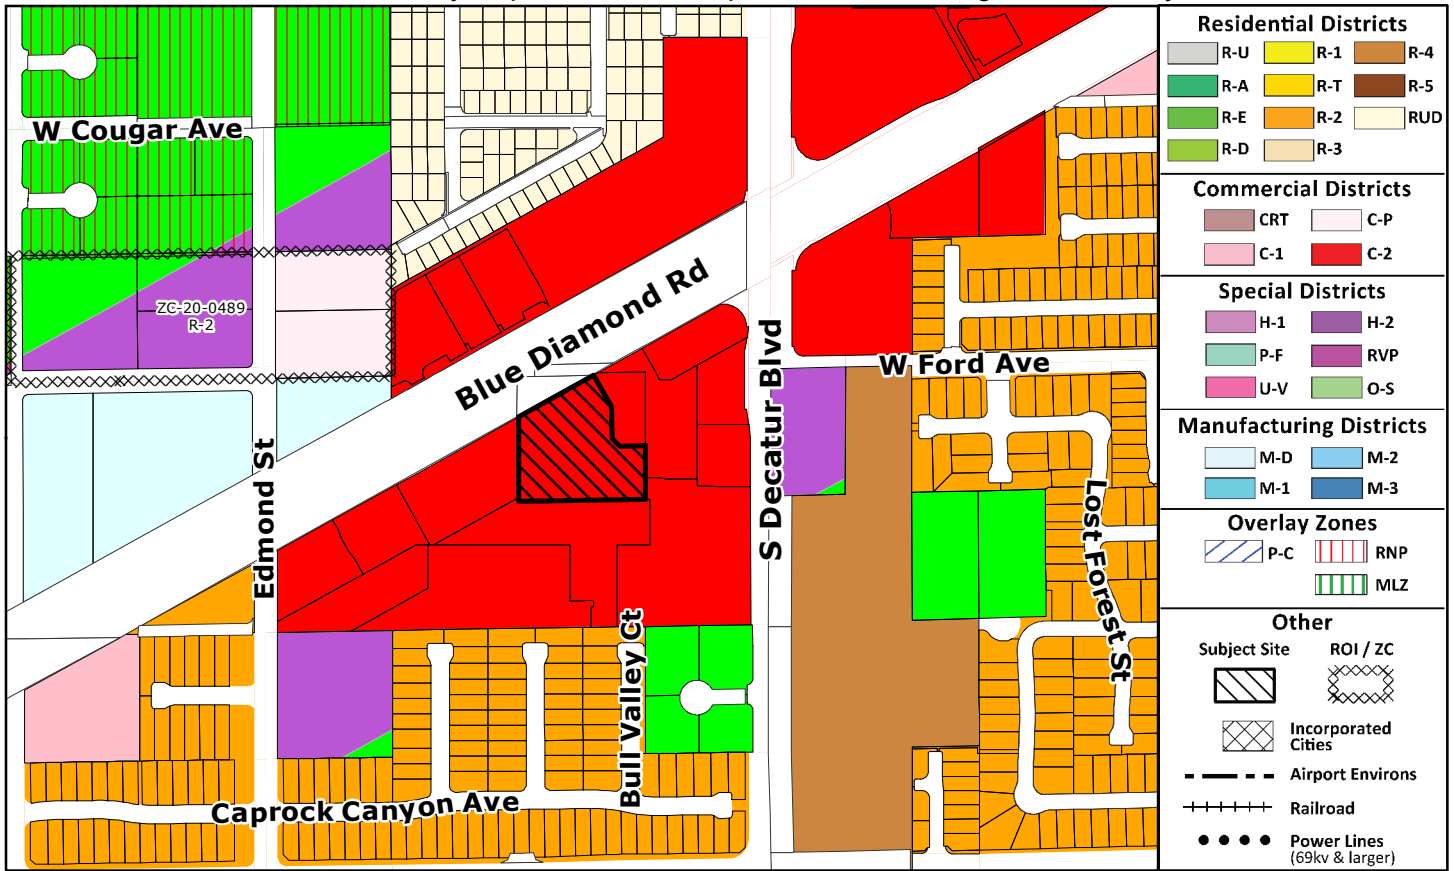 W Cougar Ave
ZC-20-0489
R-2
Blue Diamond Rd
S Decatur Blvd
W Ford Ave
Edmond St
Lost Forest St
Bull Valley Ct
Caprock Canyon Ave
Residential Districts
R-U
R-1
R-4
R-A
R-T
R-5
R-E
R-2
RUD
R-D
R-3
Commercial Districts
CRT
C-P
C-1
C-2
Special Districts
H-1
H-2
P-F
RVP
U-V
O-S
Manufacturing Districts
M-D
M-2
M-1
M-3
Overlay Zones
P-C
RNP
MLZ
Other
Subject Site
ROI / ZC
Incorporated
Cities
Airport Environs
Railroad
Power Lines
(69kv & larger)